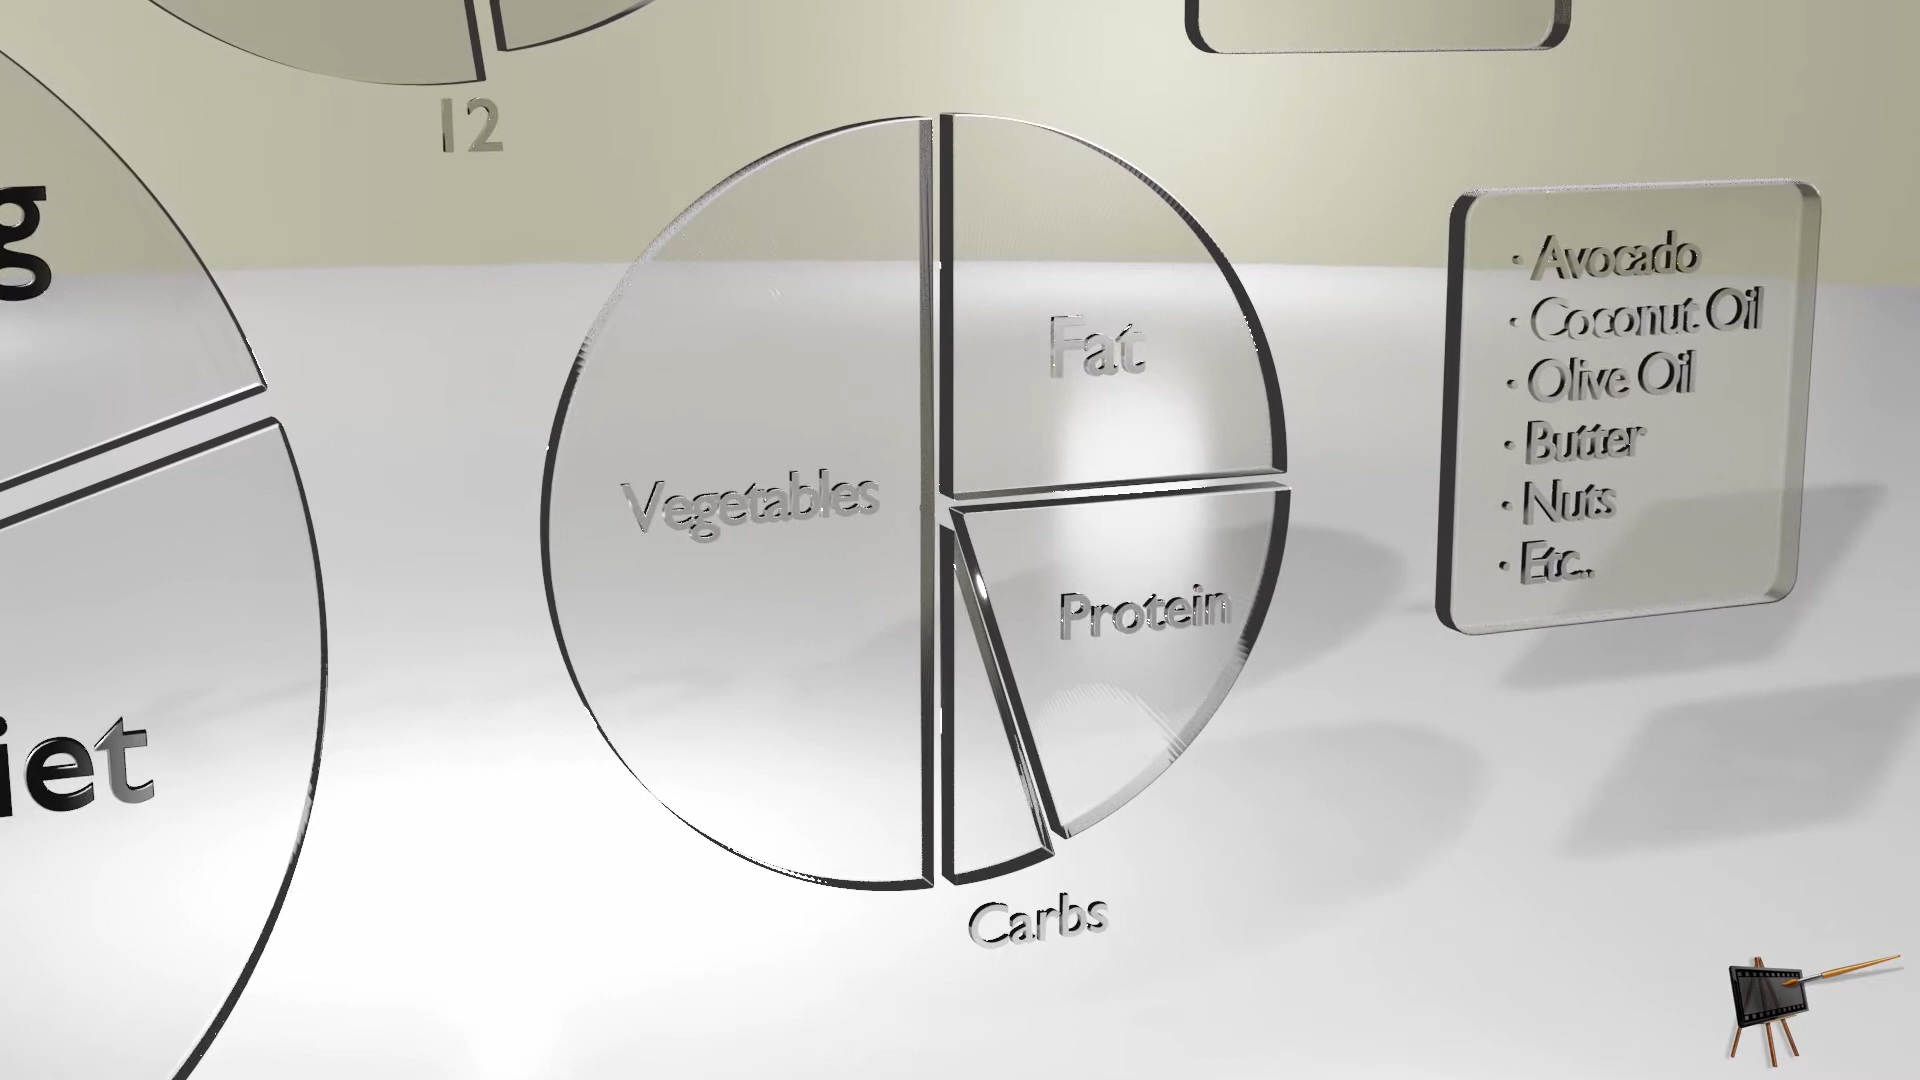 12
g
iet
Vegetables
Fat
Protein
Carbs
· Avocado
· Coconut Oil
· Olive Oil
· Butter
· Nuts
· Etc..